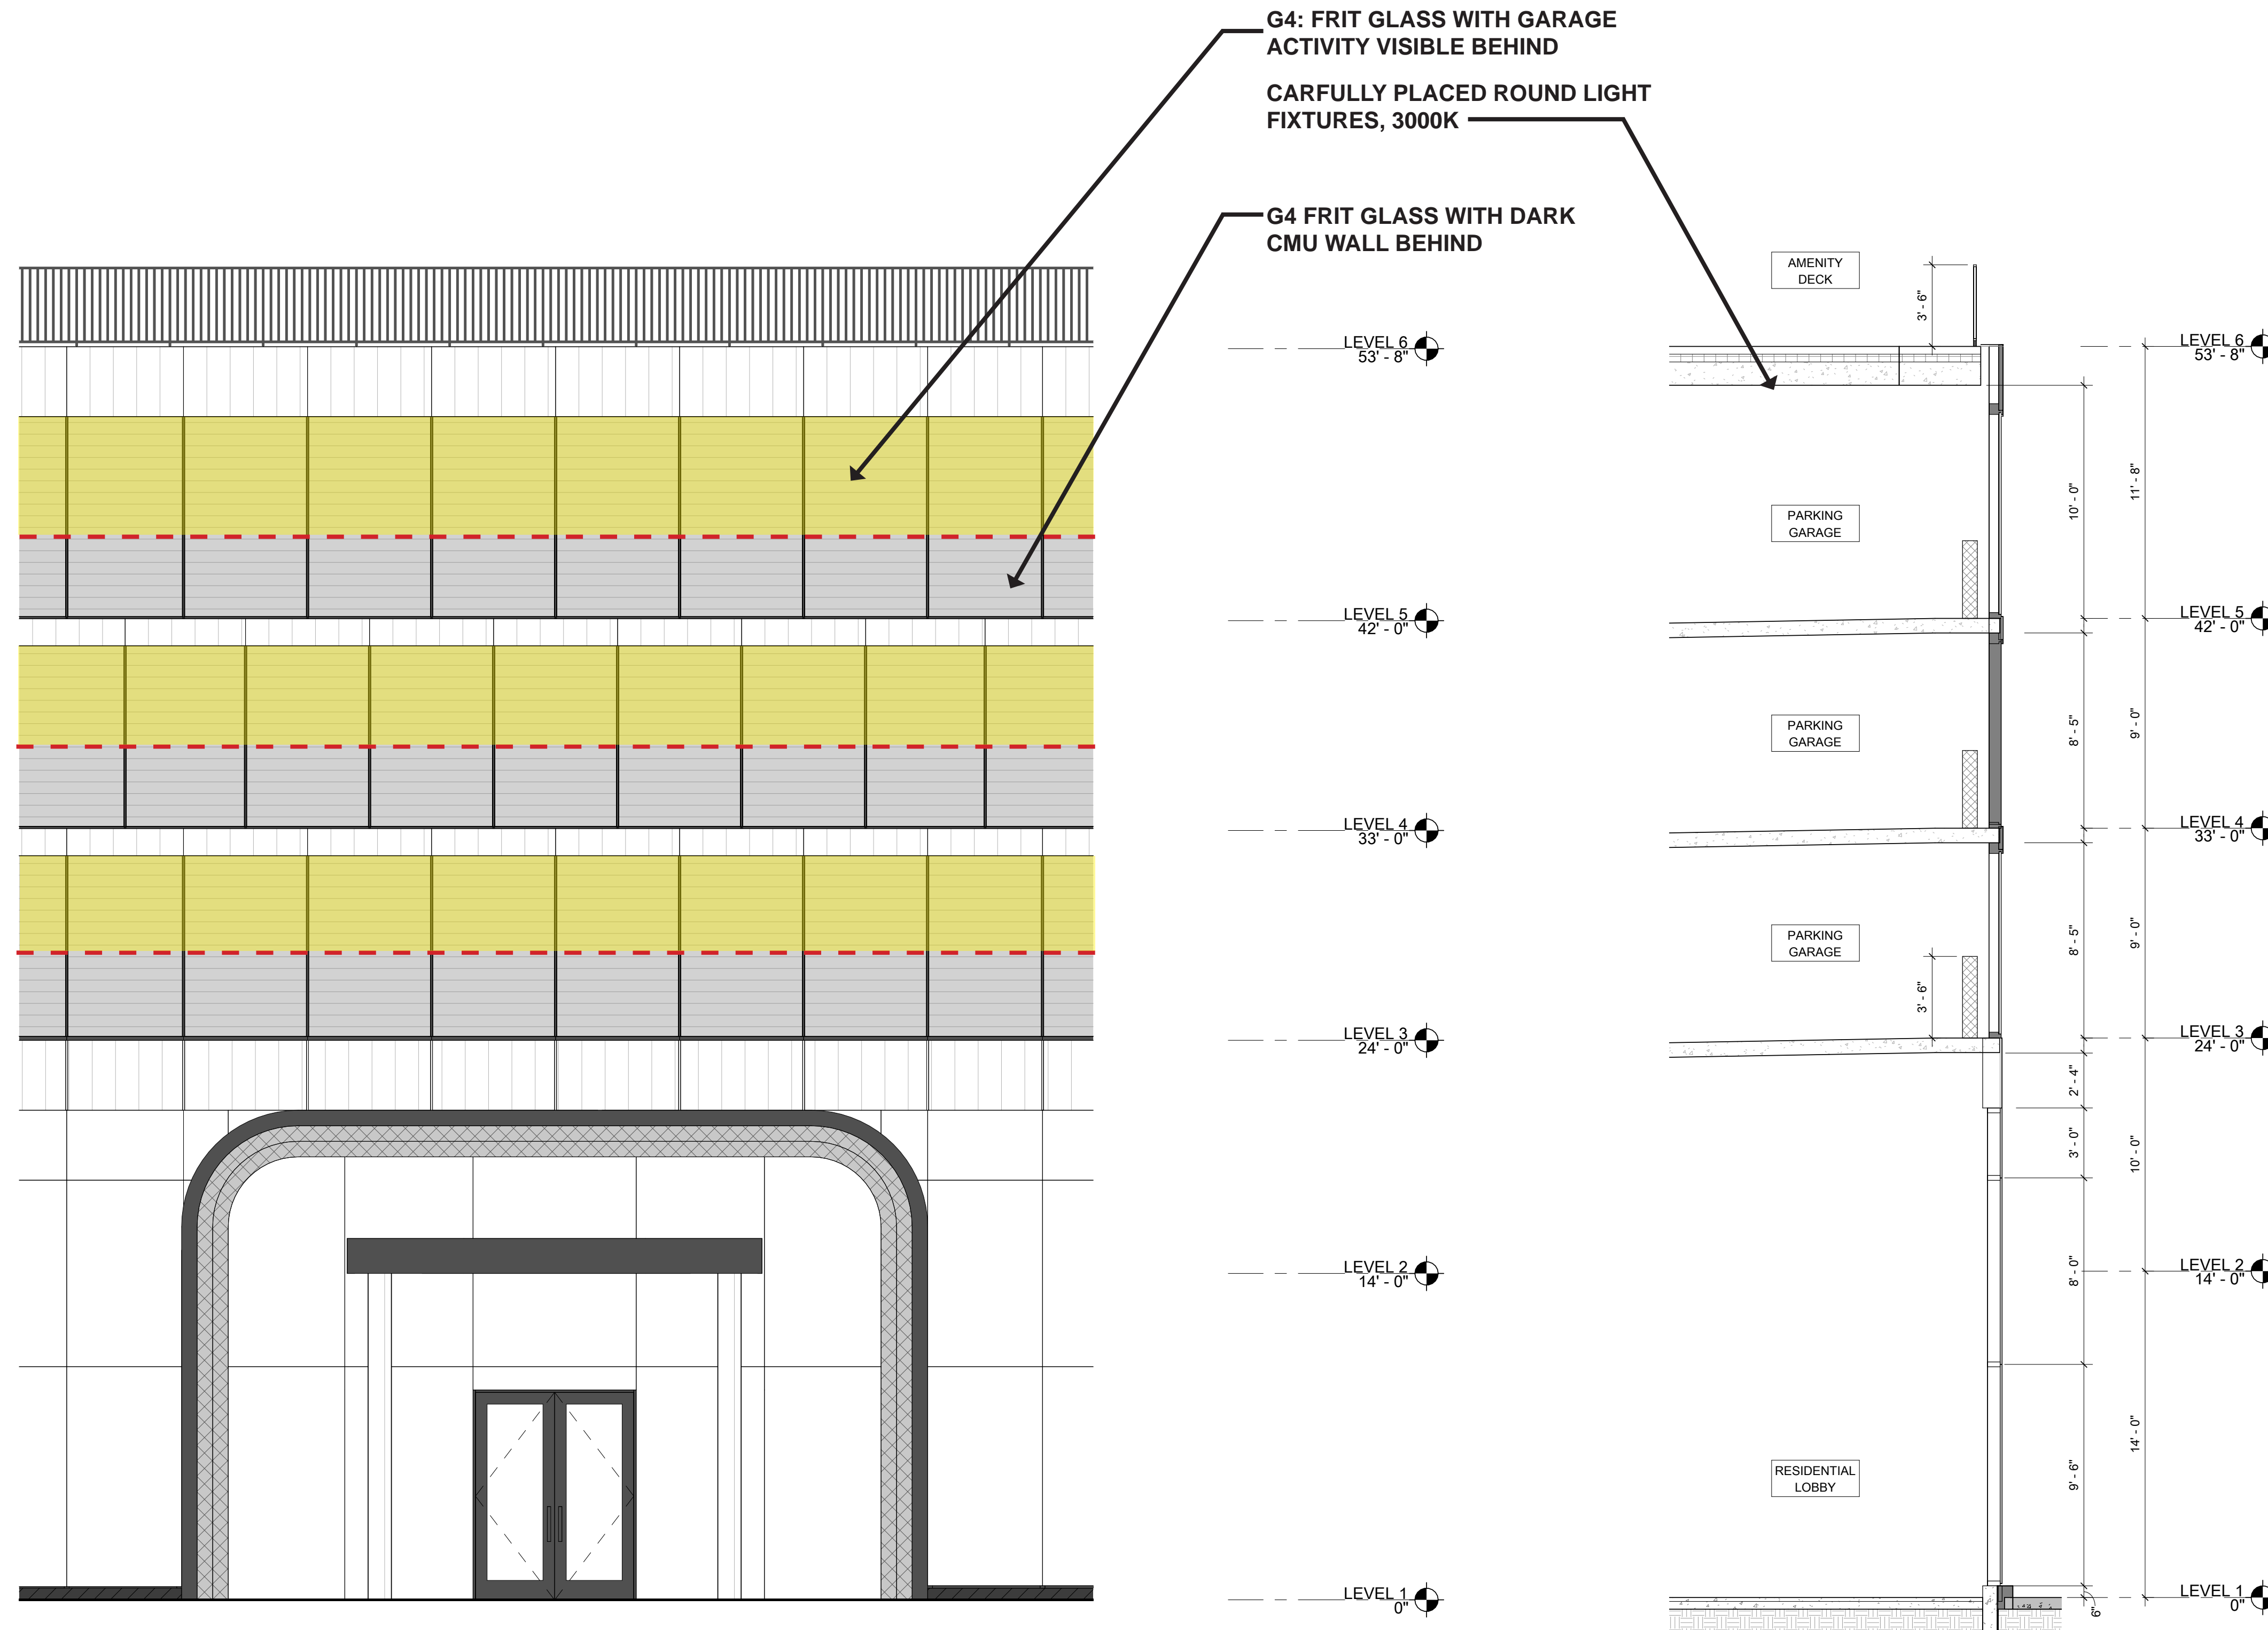 G4: FRIT GLASS WITH GARAGE
ACTIVITY VISIBLE BEHIND
CARFULLY PLACED ROUND LIGHT
FIXTURES, 3000K
G4 FRIT GLASS WITH DARK
CMU WALL BEHIND
AMENITY
DECK
3' - 6"
LEVEL 6
53' - 8"
LEVEL 6
53' - 8"
PARKING
GARAGE
10' - 0"
11' - 8"
LEVEL 5
42' - 0"
LEVEL 5
42' - 0"
PARKING
GARAGE
8' - 5"
9' - 0"
LEVEL 4
33' - 0"
LEVEL 4
33' - 0"
PARKING
GARAGE
3' - 6"
8' - 5"
9' - 0"
LEVEL 3
24' - 0"
LEVEL 3
24' - 0"
2' - 4"
3' - 0"
10' - 0"
LEVEL 2
14' - 0"
8' - 0"
LEVEL 2
14' - 0"
RESIDENTIAL
LOBBY
9' - 6"
14' - 0"
LEVEL 1
0"
6"
LEVEL 1
0"